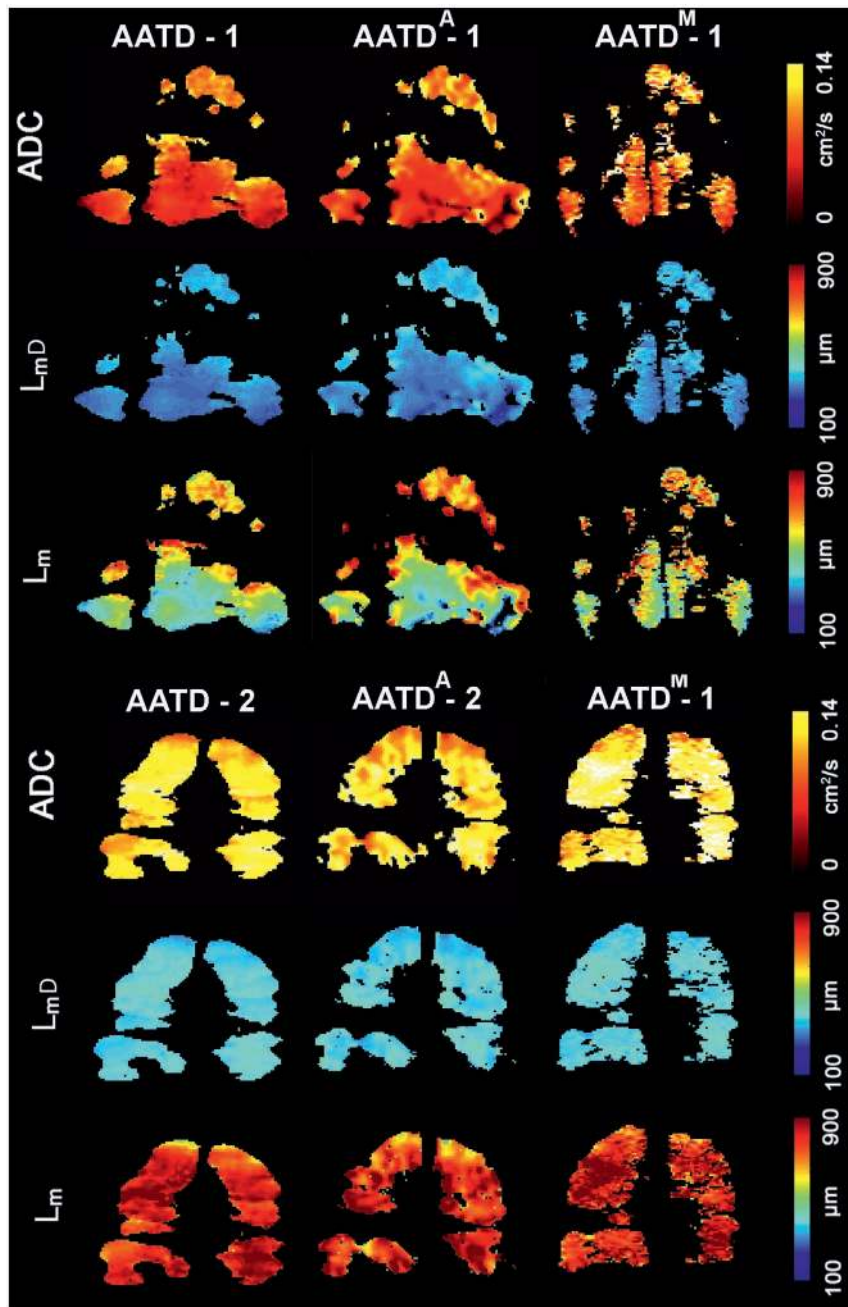 AATD - 1 AATD^A - 1 AATD^M - 1
ADC 0.14 cm²/s 0
LmD 900 µm 100
Lm 900 µm 100
AATD - 2 AATD^A - 2 AATD^M - 1
ADC 0.14 cm²/s 0
LmD 900 µm 100
Lm 900 µm 100